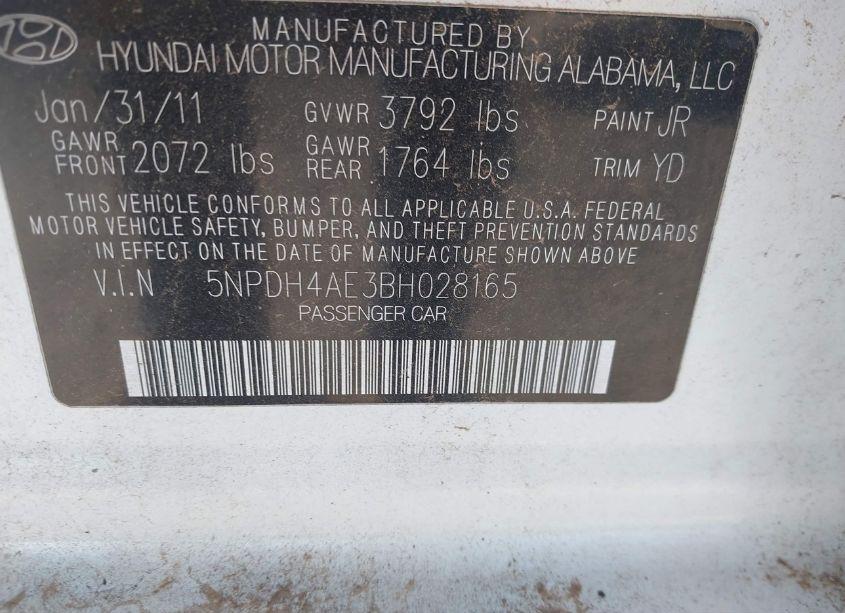 MANUFACTURED BY
HYUNDAI MOTOR MANUFACTURING ALABAMA, LLC
Jan/31/11 GVWR 3792 lbs PAINT JR
GAWR FRONT 2072 lbs GAWR REAR 1764 lbs TRIM YD
THIS VEHICLE CONFORMS TO ALL APPLICABLE U.S.A. FEDERAL
MOTOR VEHICLE SAFETY, BUMPER, AND THEFT PREVENTION STANDARDS
IN EFFECT ON THE DATE OF MANUFACTURE SHOWN ABOVE
V.I.N 5NPDH4AE3BH028165
PASSENGER CAR